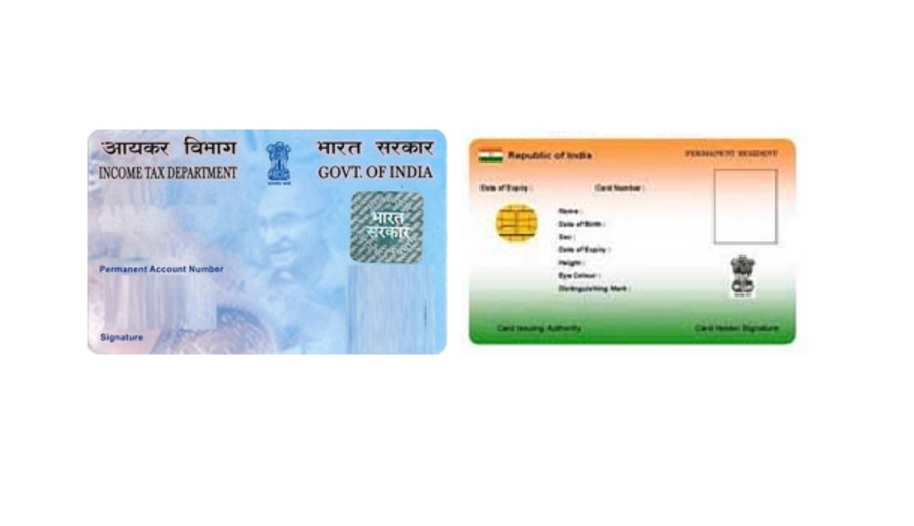 आयकर विभाग
INCOME TAX DEPARTMENT
भारत सरकार
GOVT. OF INDIA
भारत
सरकार
Permanent Account Number
Signature
Republic of India
PERMANENT RESIDENT
Date of Expiry :
Card Number :
Name :
Date of Birth :
Sex :
Date of Expiry :
Height :
Eye Colour :
Distinguishing Mark :
Card Issuing Authority
Card Holder Signature